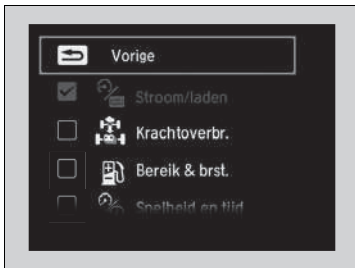 Vorige
Stroom/laden
Krachtoverbr.
Bereik & brst.
Snelheid en tijd